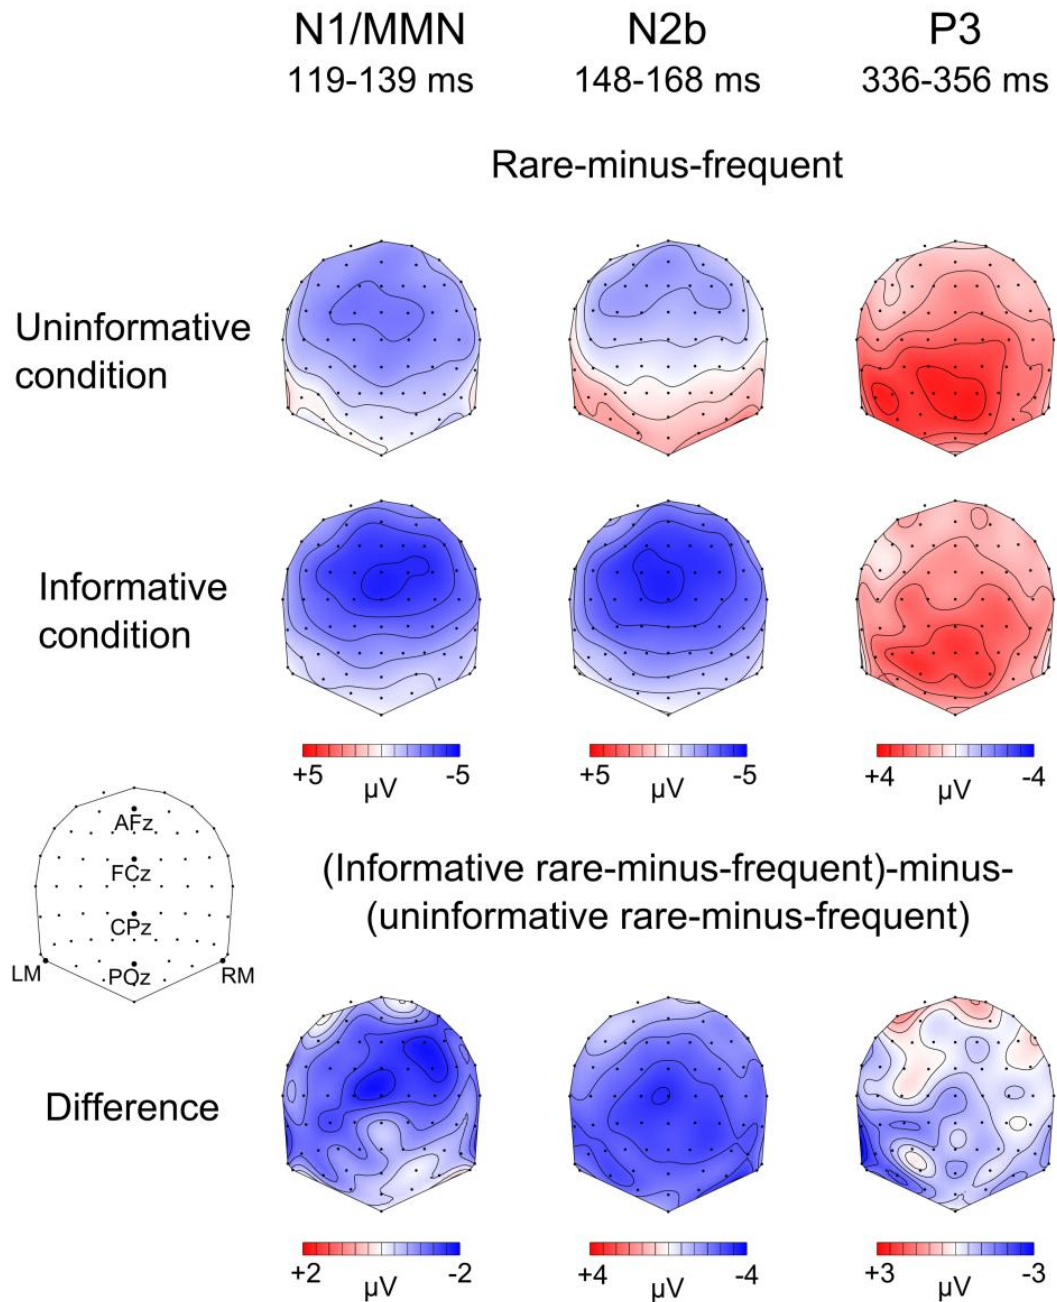 N1/MMN N2b P3
119-139 ms 148-168 ms 336-356 ms
Rare-minus-frequent
Uninformative
condition
Informative
condition
+5 -5 +5 -5 +4 -4
µV µV µV
AFz
FCz
CPz
LM POz RM
(Informative rare-minus-frequent)-minus-
(uninformative rare-minus-frequent)
Difference
+2 -2 +4 -4 +3 -3
µV µV µV